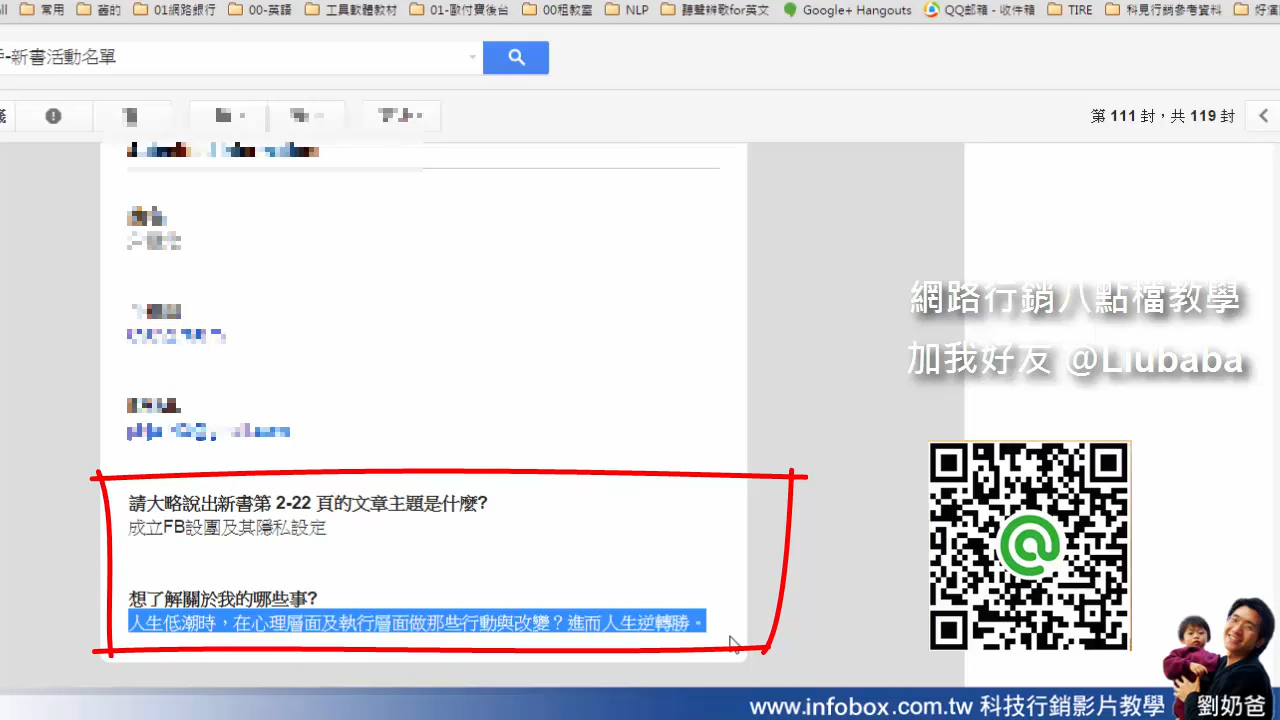 常用
舊的
01網路銀行
00-英語
工具軟體教材
01-歐付寶後台
00租教室
NLP
聽聲辨歌for英文
Google+ Hangouts
QQ邮箱 - 收件箱
TIRE
科見行銷參考資料
-新書活動名單
第 111 封，共 119 封
網路行銷八點檔教學
加我好友 @Liubaba
請大略說出新書第 2-22 頁的文章主題是什麼?
成立FB設團及其隱私設定
想了解關於我的哪些事?
人生低潮時，在心理層面及執行層面做那些行動與改變？進而人生逆轉勝。
www.infobox.com.tw 科技行銷影片教學
劉奶爸